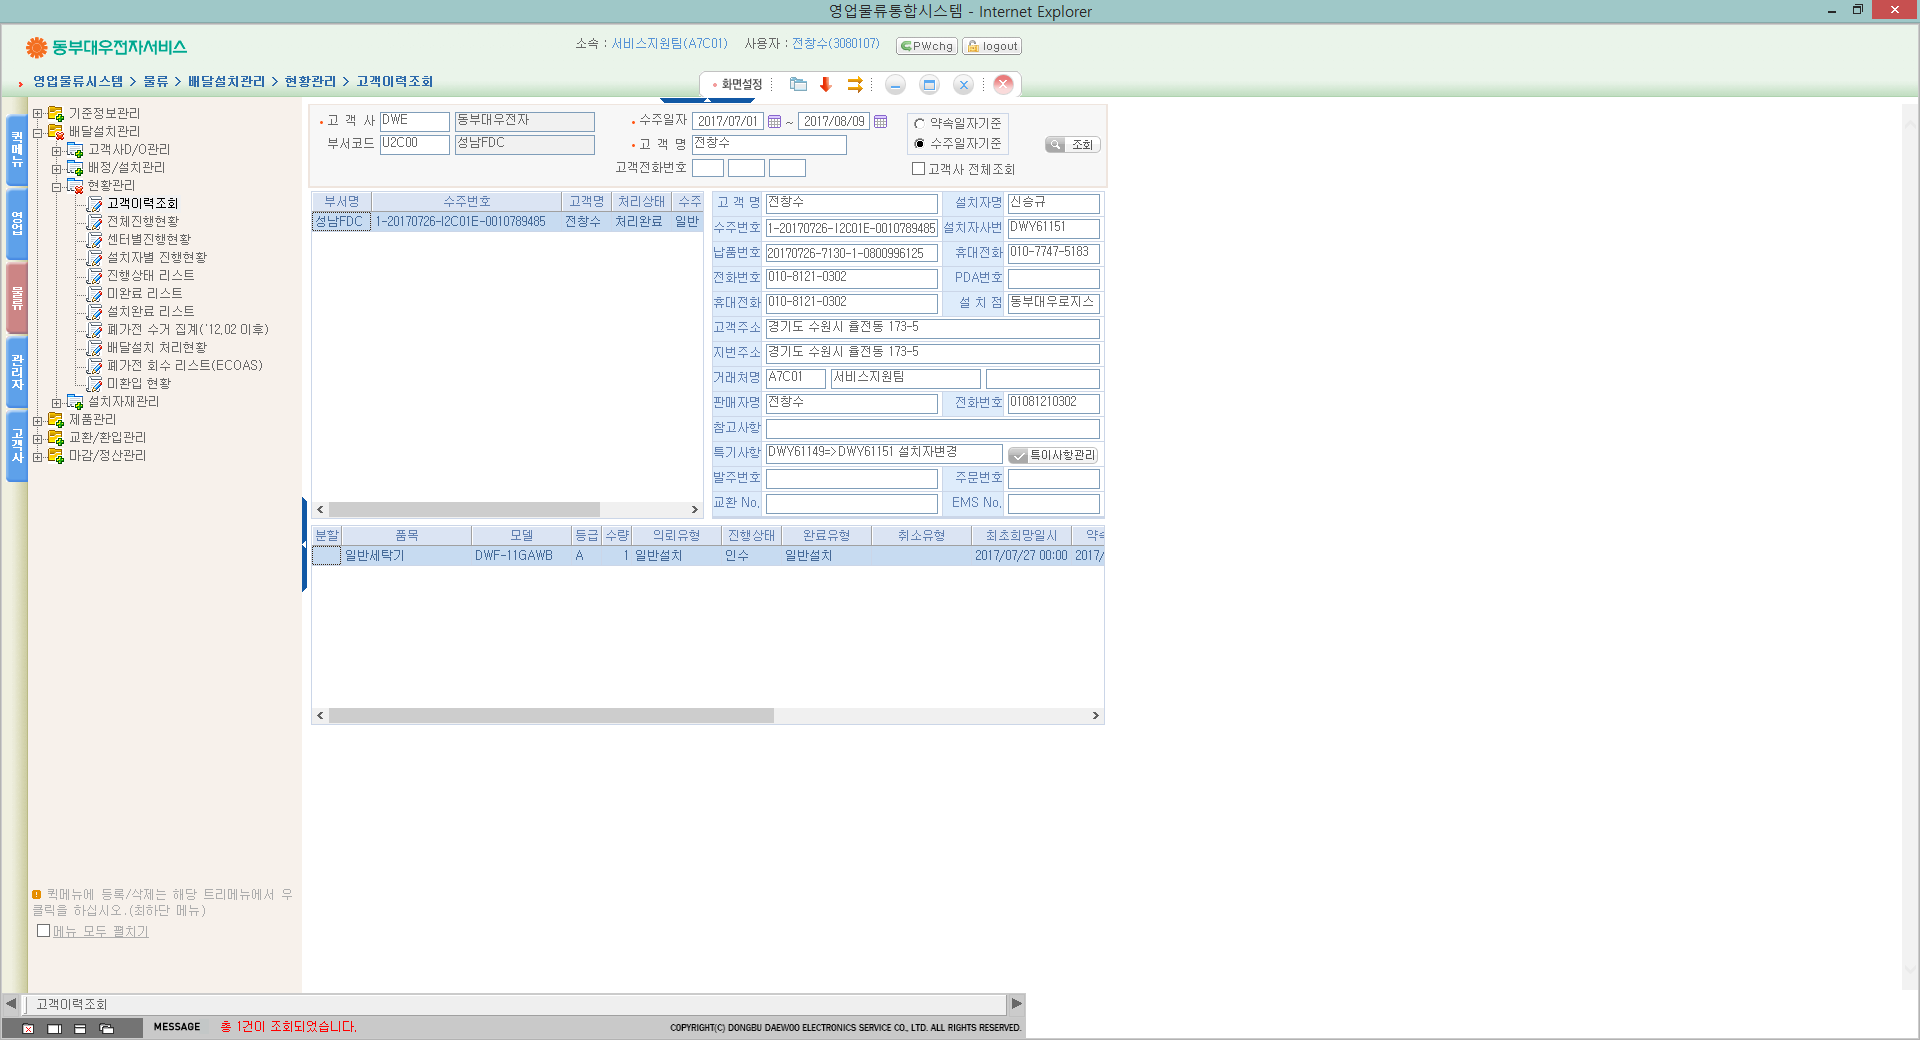 영업물류통합시스템 - Internet Explorer
동부대우전자서비스
소속 : 서비스지원팀(A7C01) 사용자 : 전창수(3080107) PWchg logout
영업물류시스템 > 물류 > 배달설치관리 > 현황관리 > 고객이력조회
화면설정
퀵메뉴
영업
물류
관리자
고객사
기준정보관리
배달설치관리
고객사D/O관리
배정/설치관리
현황관리
고객이력조회
전체진행현황
센터별진행현황
설치자별 진행현황
진행상태 리스트
미완료 리스트
설치완료 리스트
폐가전 수거 집계('12,02 이후)
배달설치 처리현황
폐가전 회수 리스트(ECOAS)
미환입 현황
설치자재관리
제품관리
교환/환입관리
마감/정산관리
퀵메뉴에 등록/삭제는 해당 트리메뉴에서 우
클릭을 하십시오.(최하단 메뉴)
메뉴 모두 펼치기
고 객 사 DWE 동부대우전자 수주일자 2017/07/01 ~ 2017/08/09 약속일자기준
부서코드 U2C00 성남FDC 고 객 명 전창수 수주일자기준 조회
고객전화번호 고객사 전체조회
부서명 수주번호 고객명 처리상태 수주
성남FDC 1-20170726-I2C01E-0010789485 전창수 처리완료 일반
고 객 명 전창수 설치자명 신승규
수주번호 1-20170726-I2C01E-0010789485 설치자사번 DWY61151
납품번호 20170726-7130-1-0800996125 휴대전화 010-7747-5183
전화번호 010-8121-0302 PDA번호
휴대전화 010-8121-0302 설 치 점 동부대우로지스
고객주소 경기도 수원시 율전동 173-5
지번주소 경기도 수원시 율전동 173-5
거래처명 A7C01 서비스지원팀
판매자명 전창수 전화번호 01081210302
참고사항
특기사항 DWY61149=>DWY61151 설치자변경 특이사항관리
발주번호 주문번호
교환 No. EMS No.
분할 품목 모델 등급 수량 의뢰유형 진행상태 완료유형 취소유형 최초희망일시 약속
일반세탁기 DWF-11GAWB A 1 일반설치 인수 일반설치 2017/07/27 00:00 2017/
고객이력조회
MESSAGE 총 1건이 조회되었습니다. COPYRIGHT(C) DONGBU DAEWOO ELECTRONICS SERVICE CO., LTD. ALL RIGHTS RESERVED.